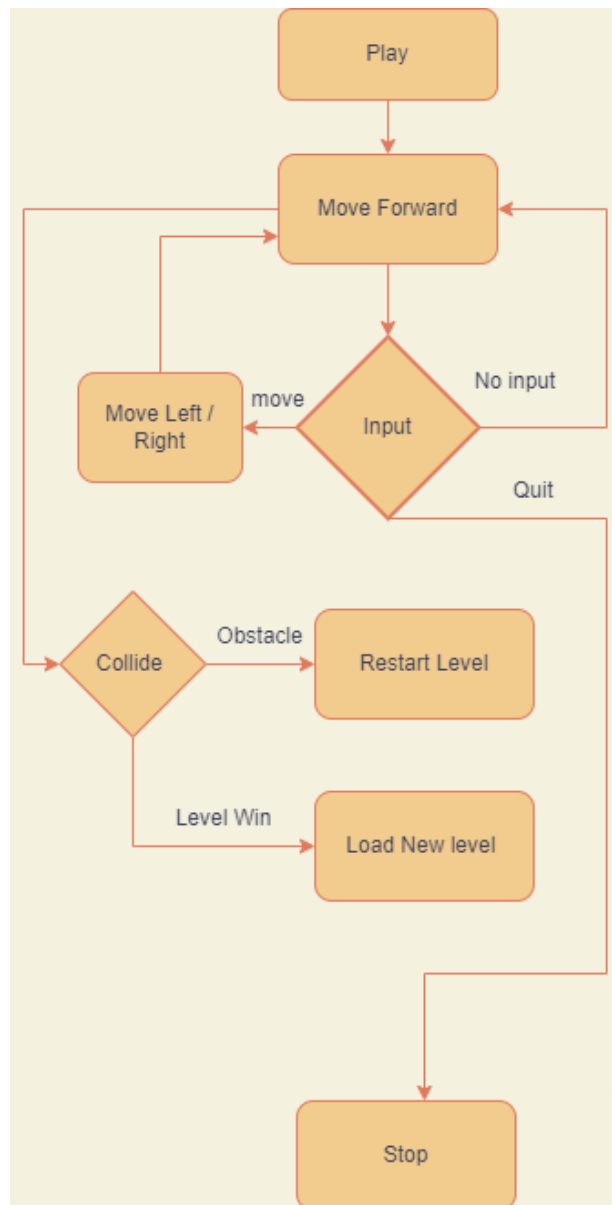 Play
Move Forward
No input
move
Move Left /
Right
Input
Quit
Obstacle
Collide
Restart Level
Level Win
Load New level
Stop